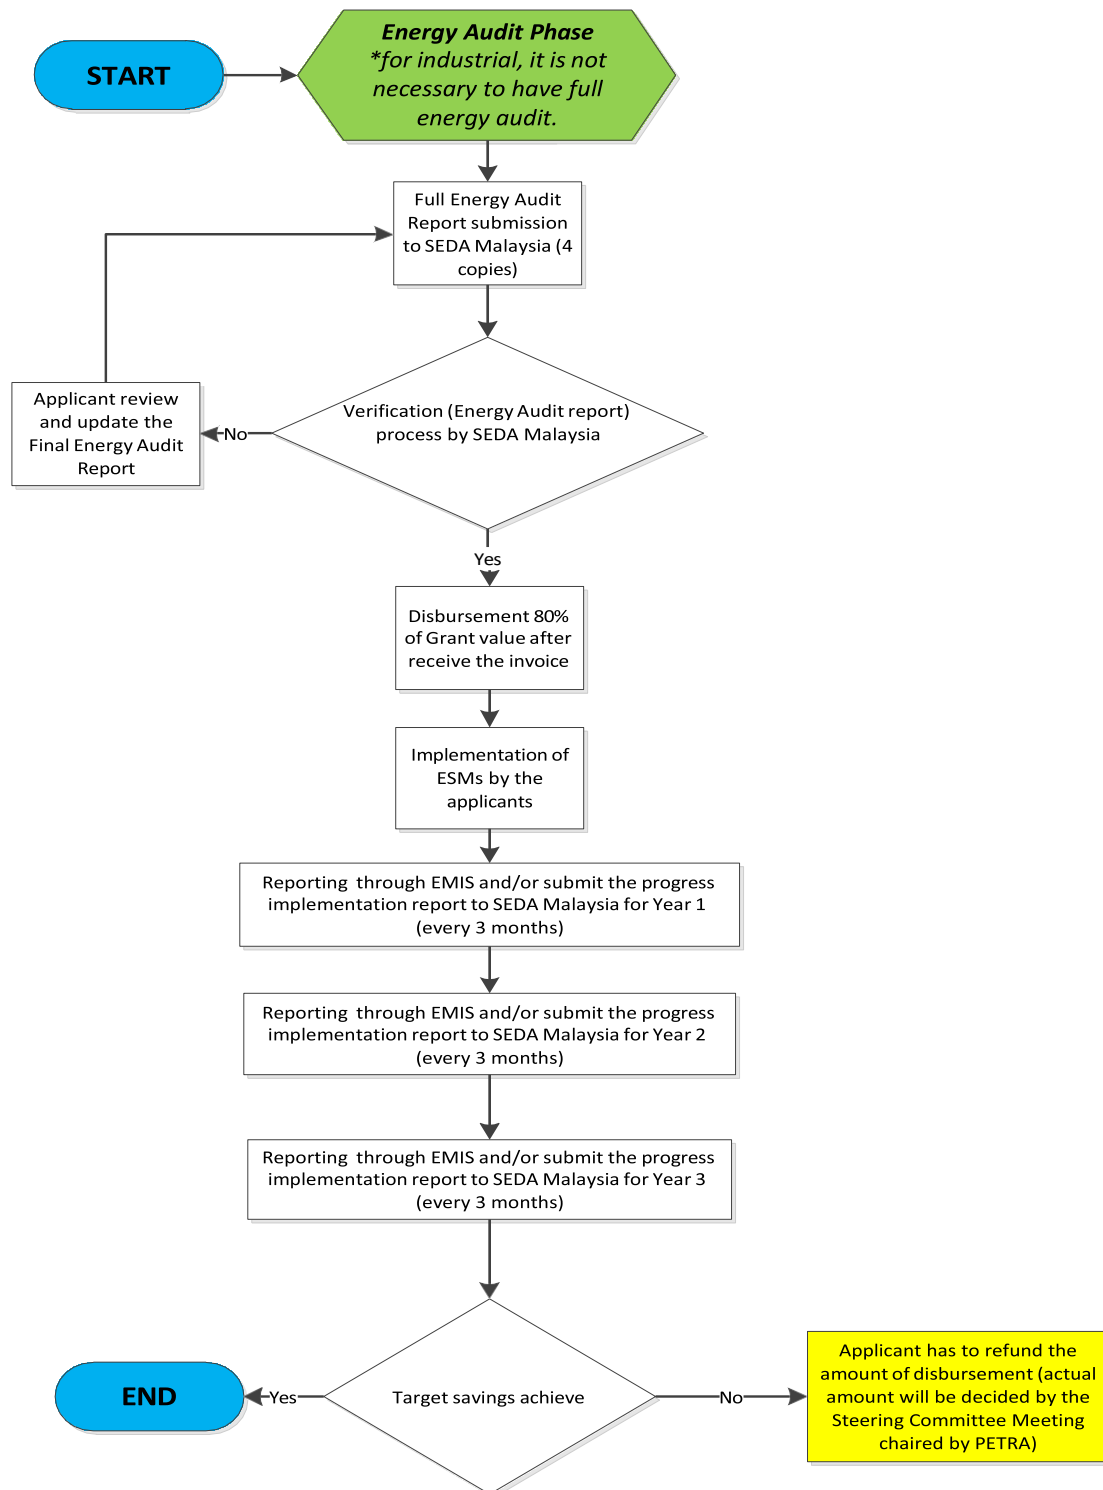 START
Energy Audit Phase
*for industrial, it is not
necessary to have full
energy audit.
Full Energy Audit
Report submission
to SEDA Malaysia (4
copies)
Applicant review
and update the
Final Energy Audit
Report
No
Verification (Energy Audit report)
process by SEDA Malaysia
Yes
Disbursement 80%
of Grant value after
receive the invoice
Implementation of
ESMs by the
applicants
Reporting through EMIS and/or submit the progress
implementation report to SEDA Malaysia for Year 1
(every 3 months)
Reporting through EMIS and/or submit the progress
implementation report to SEDA Malaysia for Year 2
(every 3 months)
Reporting through EMIS and/or submit the progress
implementation report to SEDA Malaysia for Year 3
(every 3 months)
END
Yes
Target savings achieve
No
Applicant has to refund the
amount of disbursement (actual
amount will be decided by the
Steering Committee Meeting
chaired by PETRA)